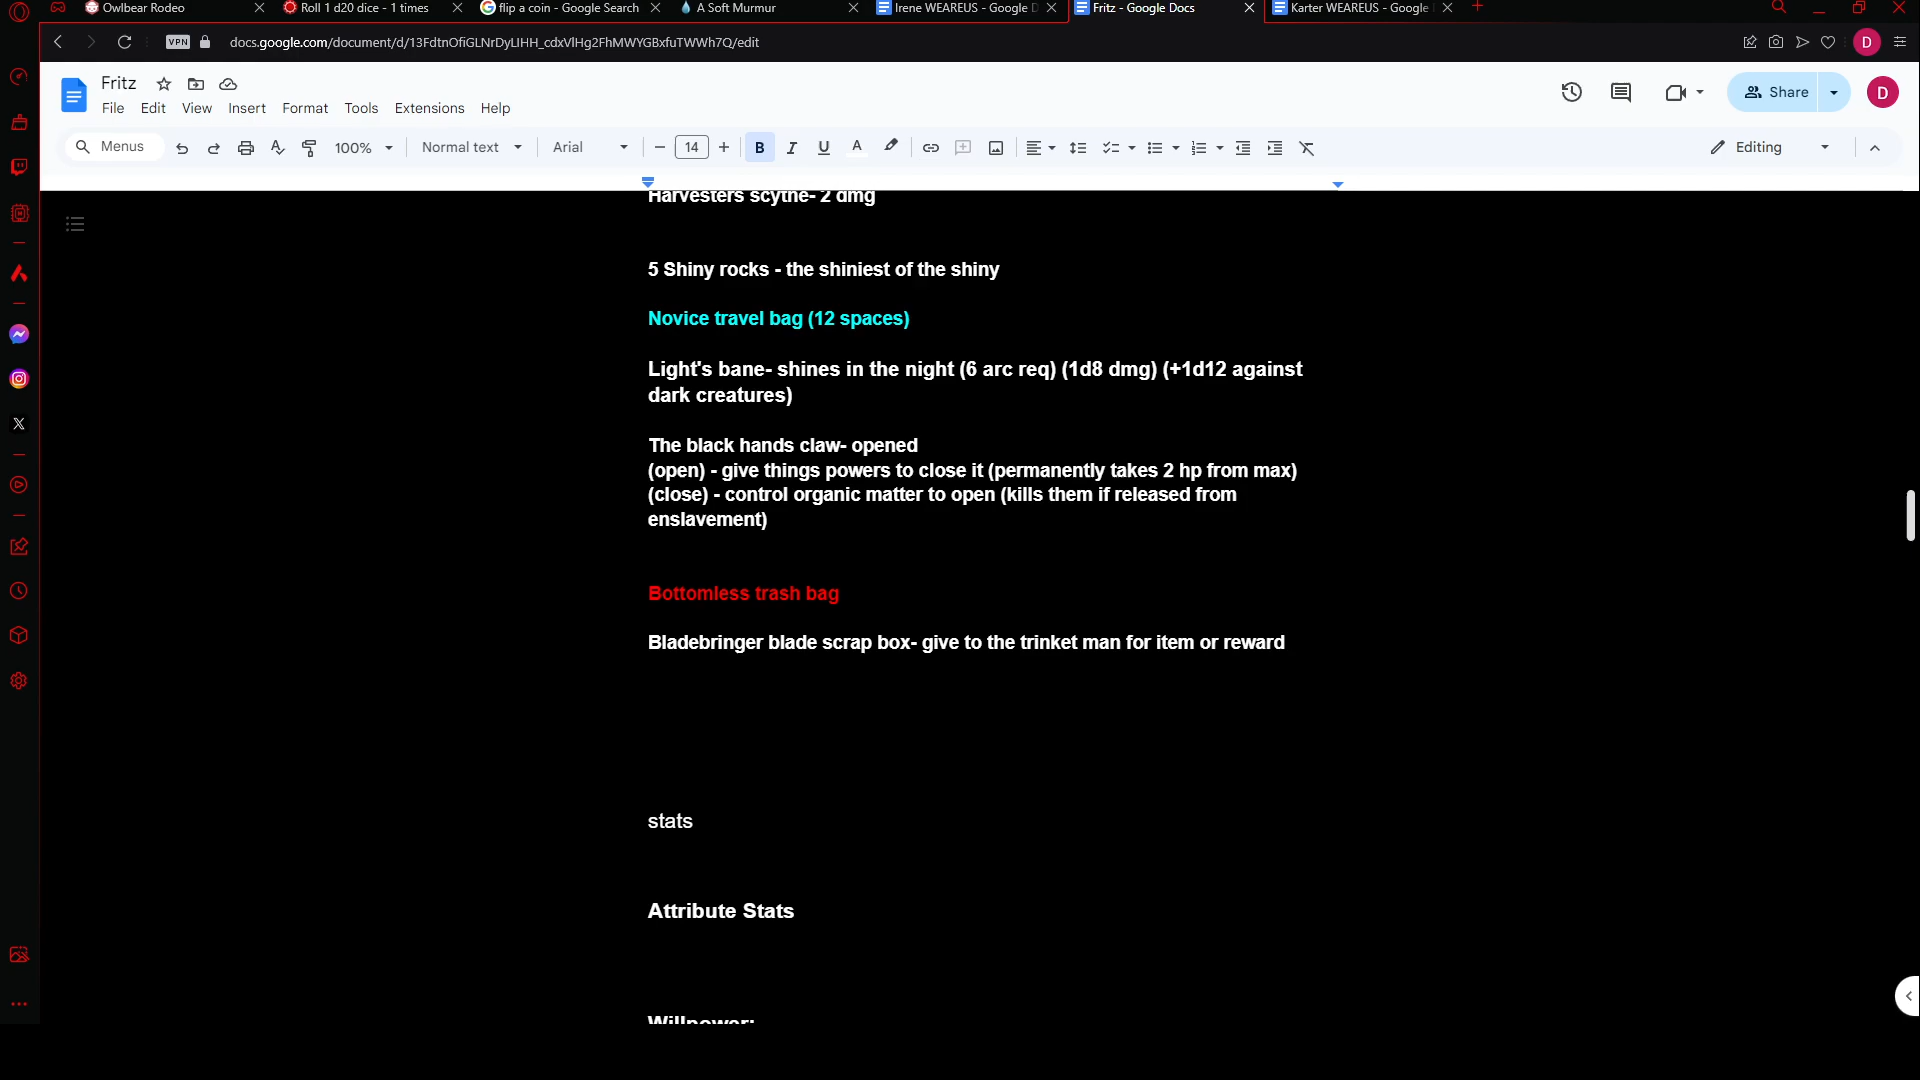 Owlbear Rodeo
Roll 1 d20 dice - 1 times
flip a coin - Google Search
A Soft Murmur
Irene WEAREUS - Google D
Fritz - Google Docs
Karter WEAREUS - Google
VPN
docs.google.com/document/d/13FdtnOfiGLNrDyLIHH_cdxVlHg2FhMWYGBxfuTWWh7Q/edit
D
Fritz
File Edit View Insert Format Tools Extensions Help
Share
D
Menus
100%
Normal text
Arial
14
B
I
U
A
Editing
Harvesters scythe- 2 dmg
5 Shiny rocks - the shiniest of the shiny
Novice travel bag (12 spaces)
Light's bane- shines in the night (6 arc req) (1d8 dmg) (+1d12 against
dark creatures)
The black hands claw- opened
(open) - give things powers to close it (permanently takes 2 hp from max)
(close) - control organic matter to open (kills them if released from
enslavement)
Bottomless trash bag
Bladebringer blade scrap box- give to the trinket man for item or reward
stats
Attribute Stats
Willpower: